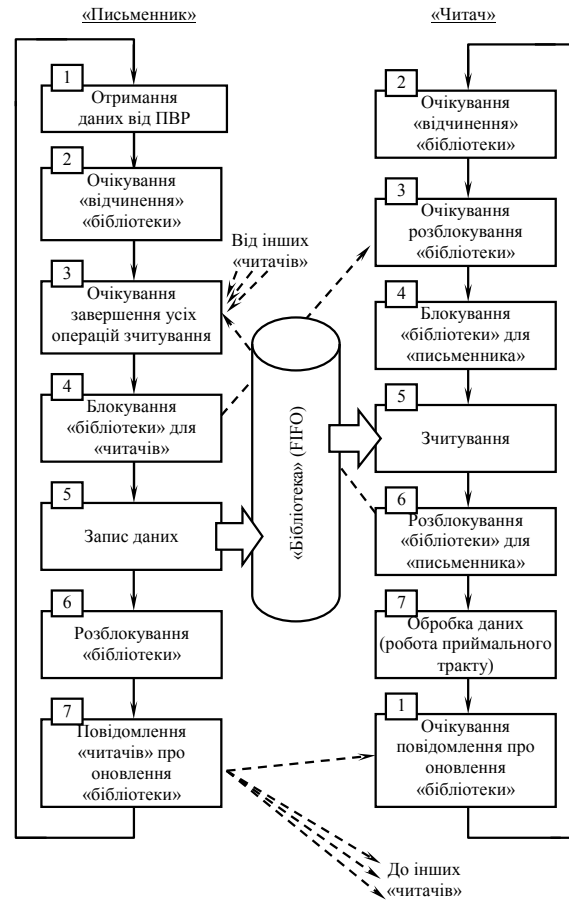 «Письменник»
1
Отримання
даних від ПВР
2
Очікування
«відчинення»
«бібліотеки»
3
Очікування
завершення усіх
операцій зчитування
4
Блокування
«бібліотеки» для
«читачів»
5
Запис даних
6
Розблокування
«бібліотеки»
7
Повідомлення
«читачів» про
оновлення
«бібліотеки»
Від інших
«читачів»
«Бібліотека» (FIFO)
До інших
«читачів»
«Читач»
2
Очікування
«відчинення»
«бібліотеки»
3
Очікування
розблокування
«бібліотеки»
4
Блокування
«бібліотеки» для
“письменника”
5
Зчитування
6
Розблокування
«бібліотеки» для
«письменника»
7
Обробка даних
(робота приймального
тракту)
1
Очікування
повідомлення про
оновлення
«бібліотеки»